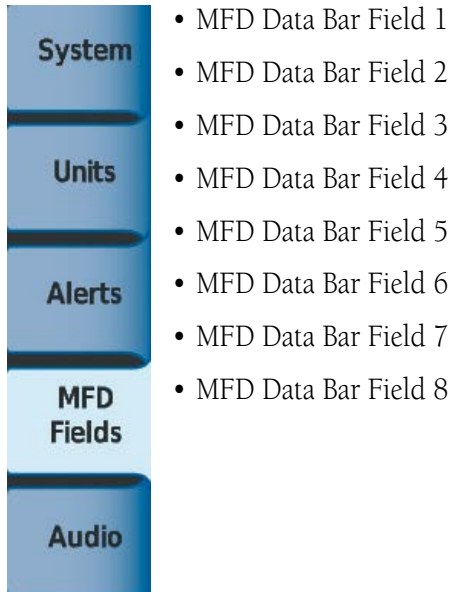 System
Units
Alerts
MFD
Fields
Audio
• MFD Data Bar Field 1
• MFD Data Bar Field 2
• MFD Data Bar Field 3
• MFD Data Bar Field 4
• MFD Data Bar Field 5
• MFD Data Bar Field 6
• MFD Data Bar Field 7
• MFD Data Bar Field 8